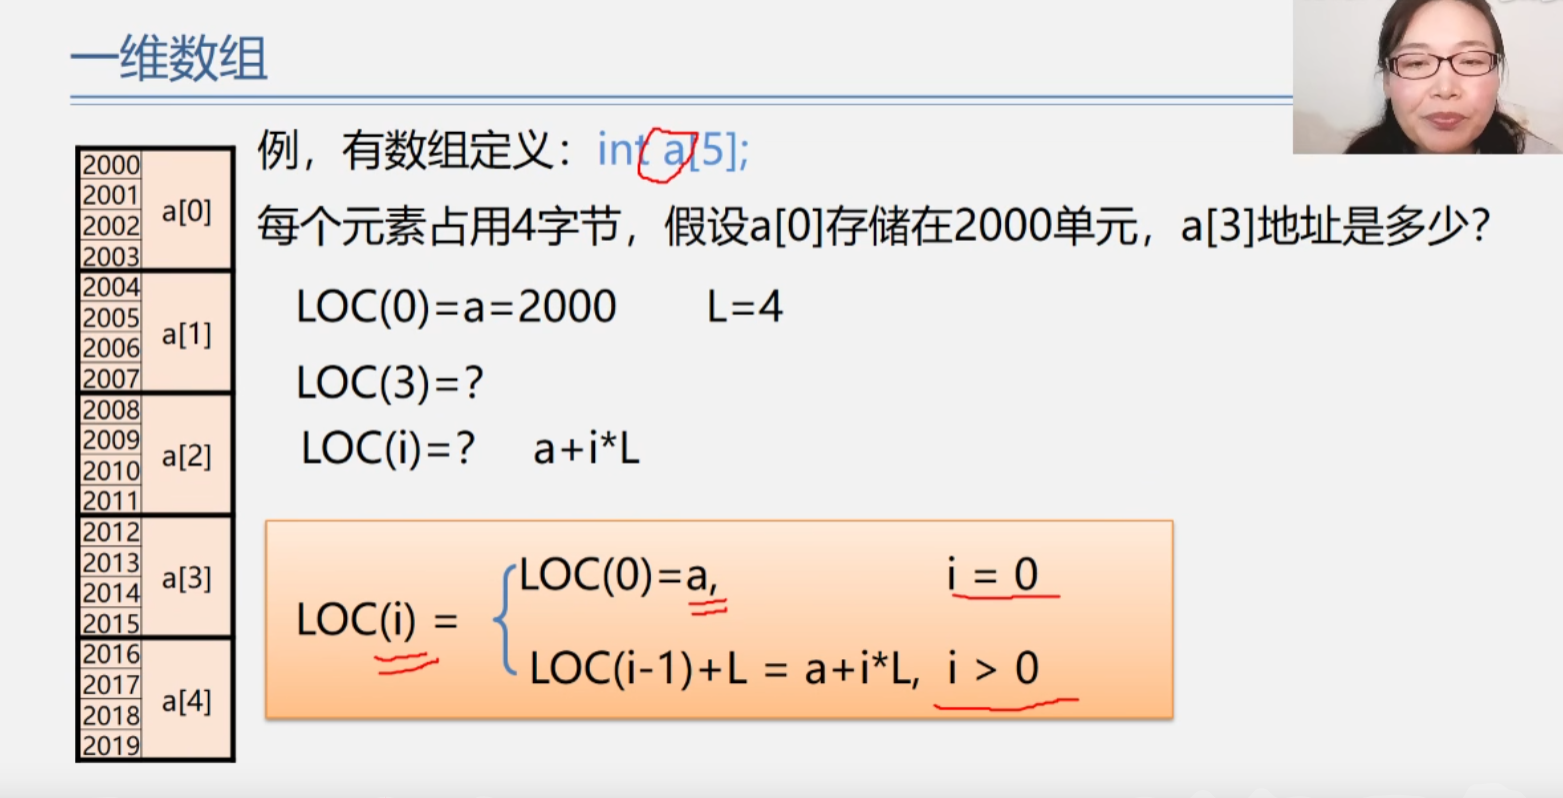 一维数组
例，有数组定义：int a[5];
每个元素占用4字节，假设a[0]存储在2000单元，a[3]地址是多少?
2000
2001
2002
2003
a[0]
2004
2005
2006
2007
a[1]
2008
2009
2010
2011
a[2]
2012
2013
2014
2015
a[3]
2016
2017
2018
2019
a[4]
LOC(0)=a=2000 L=4
LOC(3)=?
LOC(i)=? a+i*L
LOC(i) =
LOC(0)=a, i = 0
LOC(i-1)+L = a+i*L, i > 0